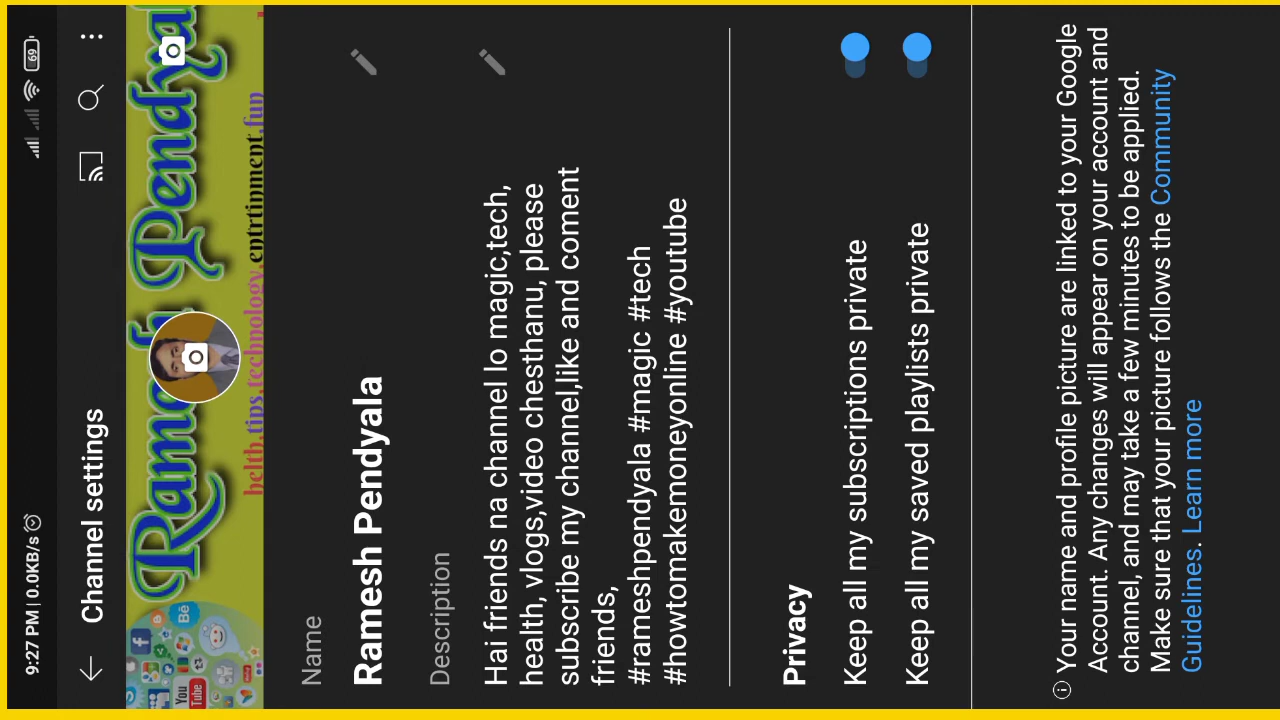 9:27 PM | 0.0KB/s
69
Channel settings
Ramesh Pendyala
You
Tube
helth,tips,technology,entrtinment,fun
Name
Ramesh Pendyala
Description
Hai friends na channel lo magic,tech,
health, vlogs,video chesthanu, please
subscribe my channel,like and coment
friends,
#rameshpendyala #magic #tech
#howtomakemoneyonline #youtube
Privacy
Keep all my subscriptions private
Keep all my saved playlists private
Your name and profile picture are linked to your Google
Account. Any changes will appear on your account and
channel, and may take a few minutes to be applied.
Make sure that your picture follows the Community
Guidelines. Learn more